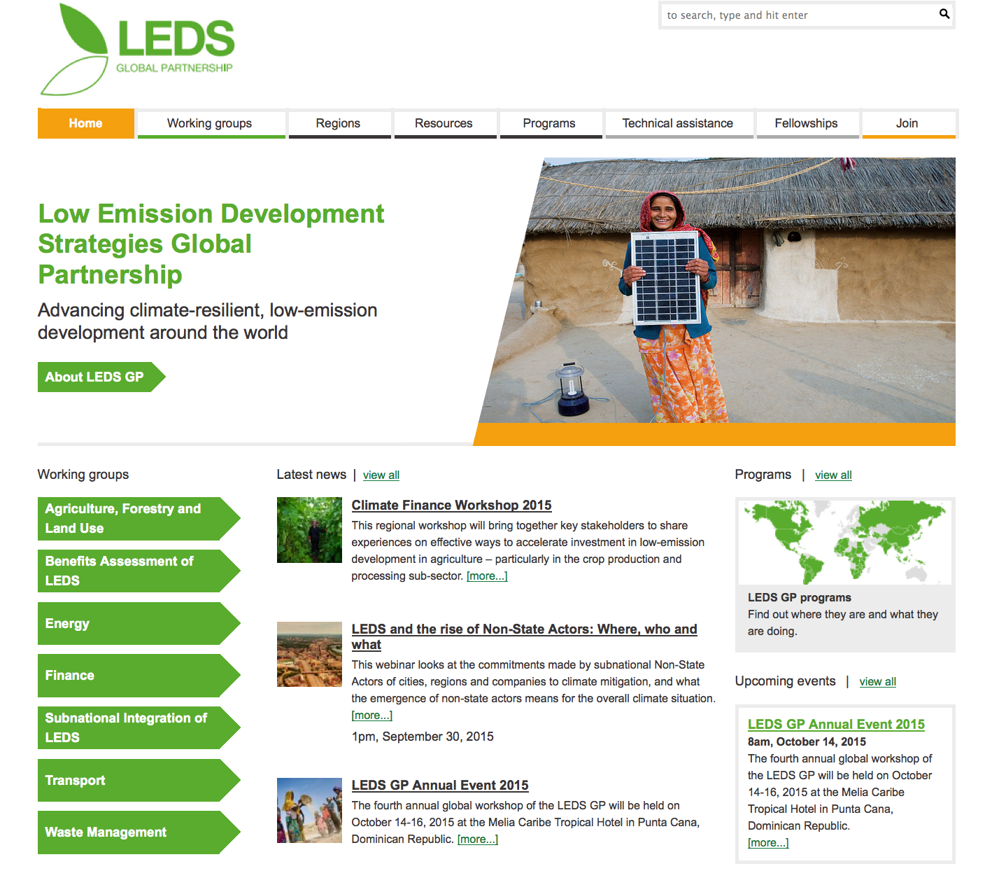 LEDS
GLOBAL PARTNERSHIP
to search, type and hit enter
Home
Working groups
Regions
Resources
Programs
Technical assistance
Fellowships
Join
Low Emission Development
Strategies Global
Partnership
Advancing climate-resilient, low-emission
development around the world
About LEDS GP
Working groups
Agriculture, Forestry and
Land Use
Benefits Assessment of
LEDS
Energy
Finance
Subnational Integration of
LEDS
Transport
Waste Management
Latest news | view all
Climate Finance Workshop 2015
This regional workshop will bring together key stakeholders to share
experiences on effective ways to accelerate investment in low-emission
development in agriculture – particularly in the crop production and
processing sub-sector. [more...]
LEDS and the rise of Non-State Actors: Where, who and
what
This webinar looks at the commitments made by subnational Non-State
Actors of cities, regions and companies to climate mitigation, and what
the emergence of non-state actors means for the overall climate situation.
[more...]
1pm, September 30, 2015
LEDS GP Annual Event 2015
The fourth annual global workshop of the LEDS GP will be held on
October 14-16, 2015 at the Melia Caribe Tropical Hotel in Punta Cana,
Dominican Republic. [more...]
Programs | view all
LEDS GP programs
Find out where they are and what they
are doing.
Upcoming events | view all
LEDS GP Annual Event 2015
8am, October 14, 2015
The fourth annual global workshop of
the LEDS GP will be held on October
14-16, 2015 at the Melia Caribe
Tropical Hotel in Punta Cana,
Dominican Republic.
[more...]